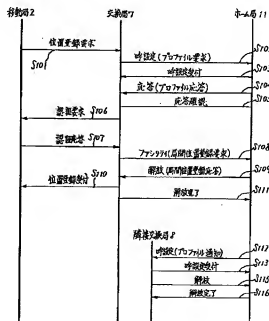 移動局2 交換局7 ホーム局11
位置登録要求
S101
呼設定(プロファイル要求) S102
呼設定受付 S103
応答(プロファイル応答) S104
応答確認 S105
認証要求 S106
認証応答 S107
ファシリティ(局間位置登録要求) S108
解放(局間位置登録応答) S109
位置登録受付 S110
解放完了 S111
隣接交換局8
呼設定(プロファイル通知) S112
呼設定受付 S113
解放 S115
解放完了 S116